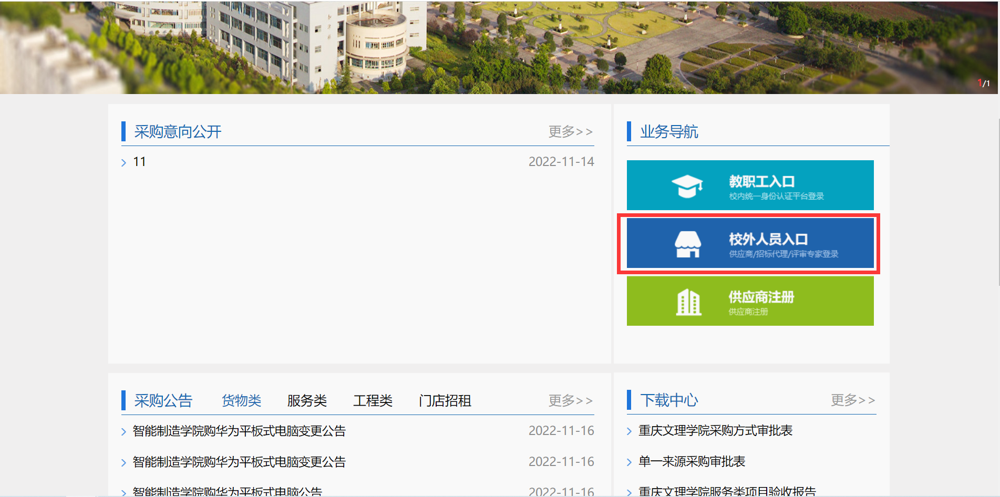 1/1
采购意向公开
更多>>
11
2022-11-14
业务导航
教职工入口
校内统一身份认证平台登录
校外人员入口
供应商/招标代理/评审专家登录
供应商注册
供应商注册
采购公告 货物类 服务类 工程类 门店招租
更多>>
智能制造学院购华为平板式电脑变更公告
2022-11-16
智能制造学院购华为平板式电脑变更公告
2022-11-16
智能制造学院购华为平板式电脑公告
2022-11-16
下载中心
更多>>
重庆文理学院采购方式审批表
单一来源采购审批表
重庆文理学院服务类项目验收报告